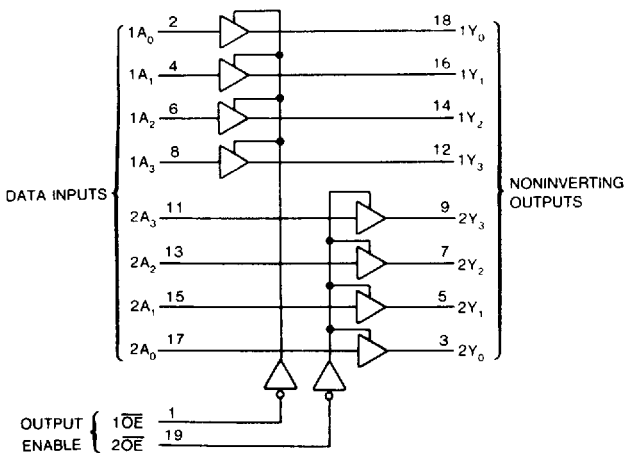 1A₀ 2 18 1Y₀
1A₁ 4 16 1Y₁
1A₂ 6 14 1Y₂
1A₃ 8 12 1Y₃
DATA INPUTS
NONINVERTING
OUTPUTS
2A₃ 11 9 2Y₃
2A₂ 13 7 2Y₂
2A₁ 15 5 2Y₁
2A₀ 17 3 2Y₀
OUTPUT 1O̅E̅ 1
ENABLE 2O̅E̅ 19